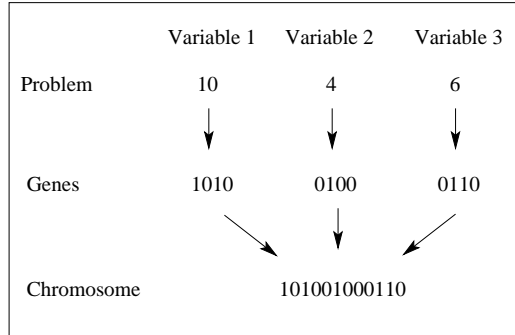 Variable 1 Variable 2 Variable 3
Problem 10 4 6
Genes 1010 0100 0110
Chromosome 101001000110